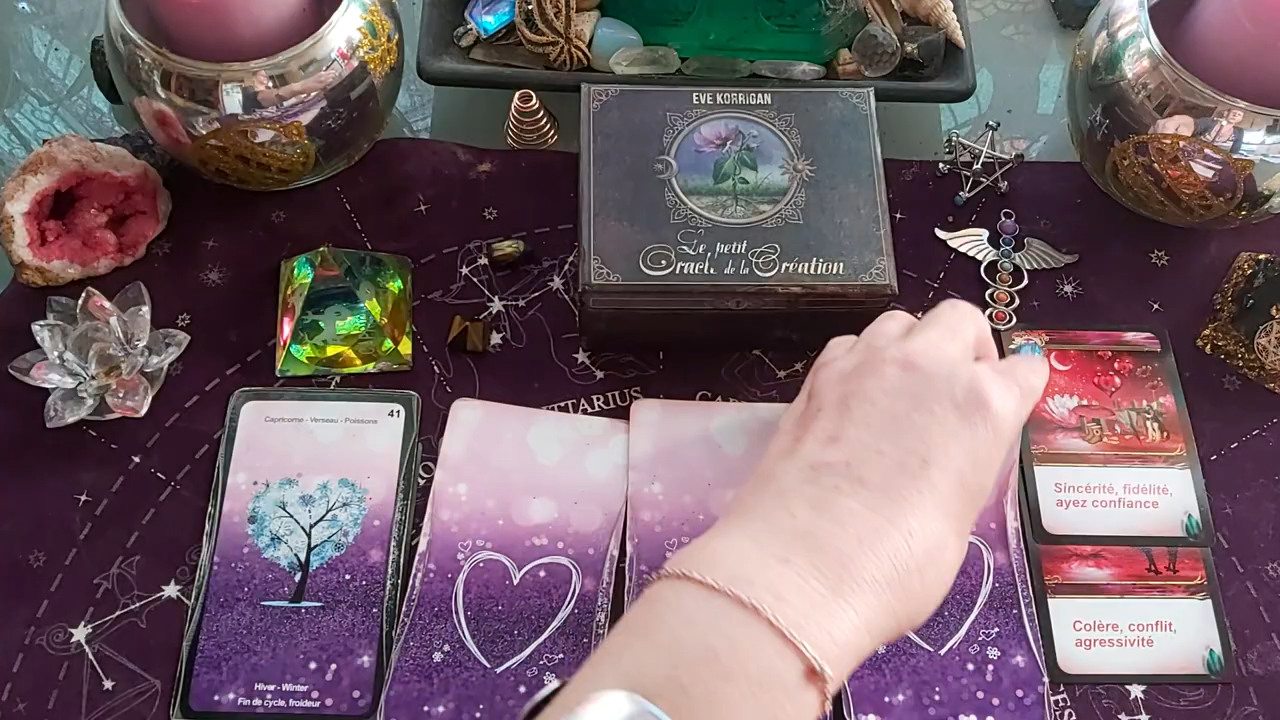 EVE KORRIGAN
Le petit
Oracle de la Création
TTARIUS
Capricorne - Verseau - Poissons
41
Hiver - Winter
Fin de cycle, froideur
Sincérité, fidélité,
ayez confiance
Colère, conflit,
agressivité